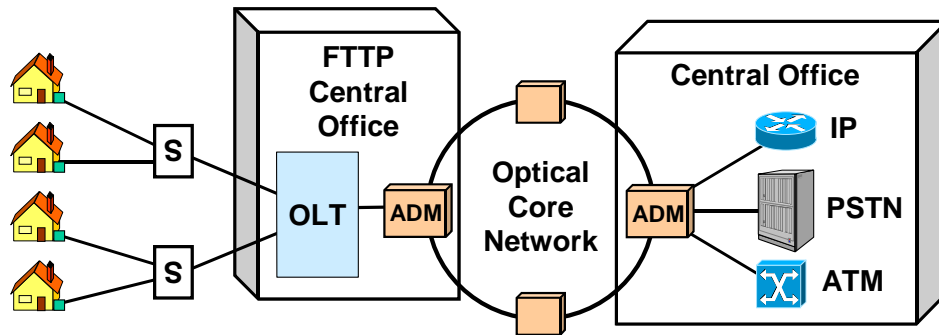 FTTP
Central
Office
S
S
OLT
ADM
Optical
Core
Network
Central Office
ADM
IP
PSTN
ATM